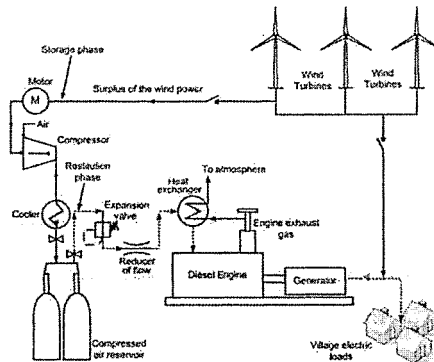 Storage phase
Motor
M
Surplus of the wind power
Wind
Turbines
Wind
Turbines
Air
Compressor
Restitution
phase
Heat
exchanger
To atmosphere
Expansion
valve
Cooler
Engine exhaust
gas
Reducer
of flow
Diesel Engine
Generator
Compressed
air reservoir
Village electric
loads